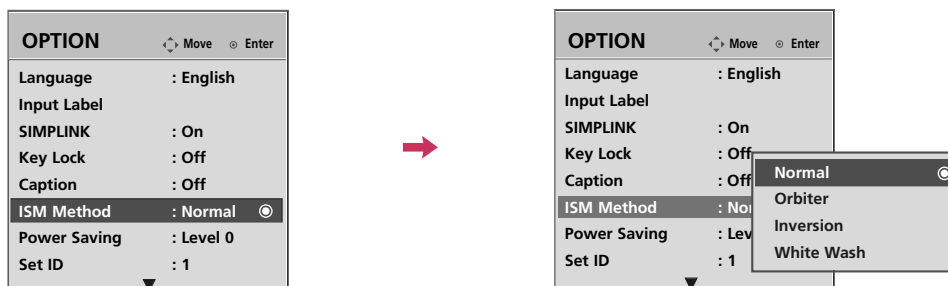 OPTION Move Enter
Language : English
Input Label
SIMPLINK : On
Key Lock : Off
Caption : Off
ISM Method : Normal
Power Saving : Level 0
Set ID : 1
OPTION Move Enter
Language : English
Input Label
SIMPLINK : On
Key Lock : Off
Caption : Off
ISM Method : Nor
Power Saving : Lev
Set ID : 1
Normal
Orbiter
Inversion
White Wash